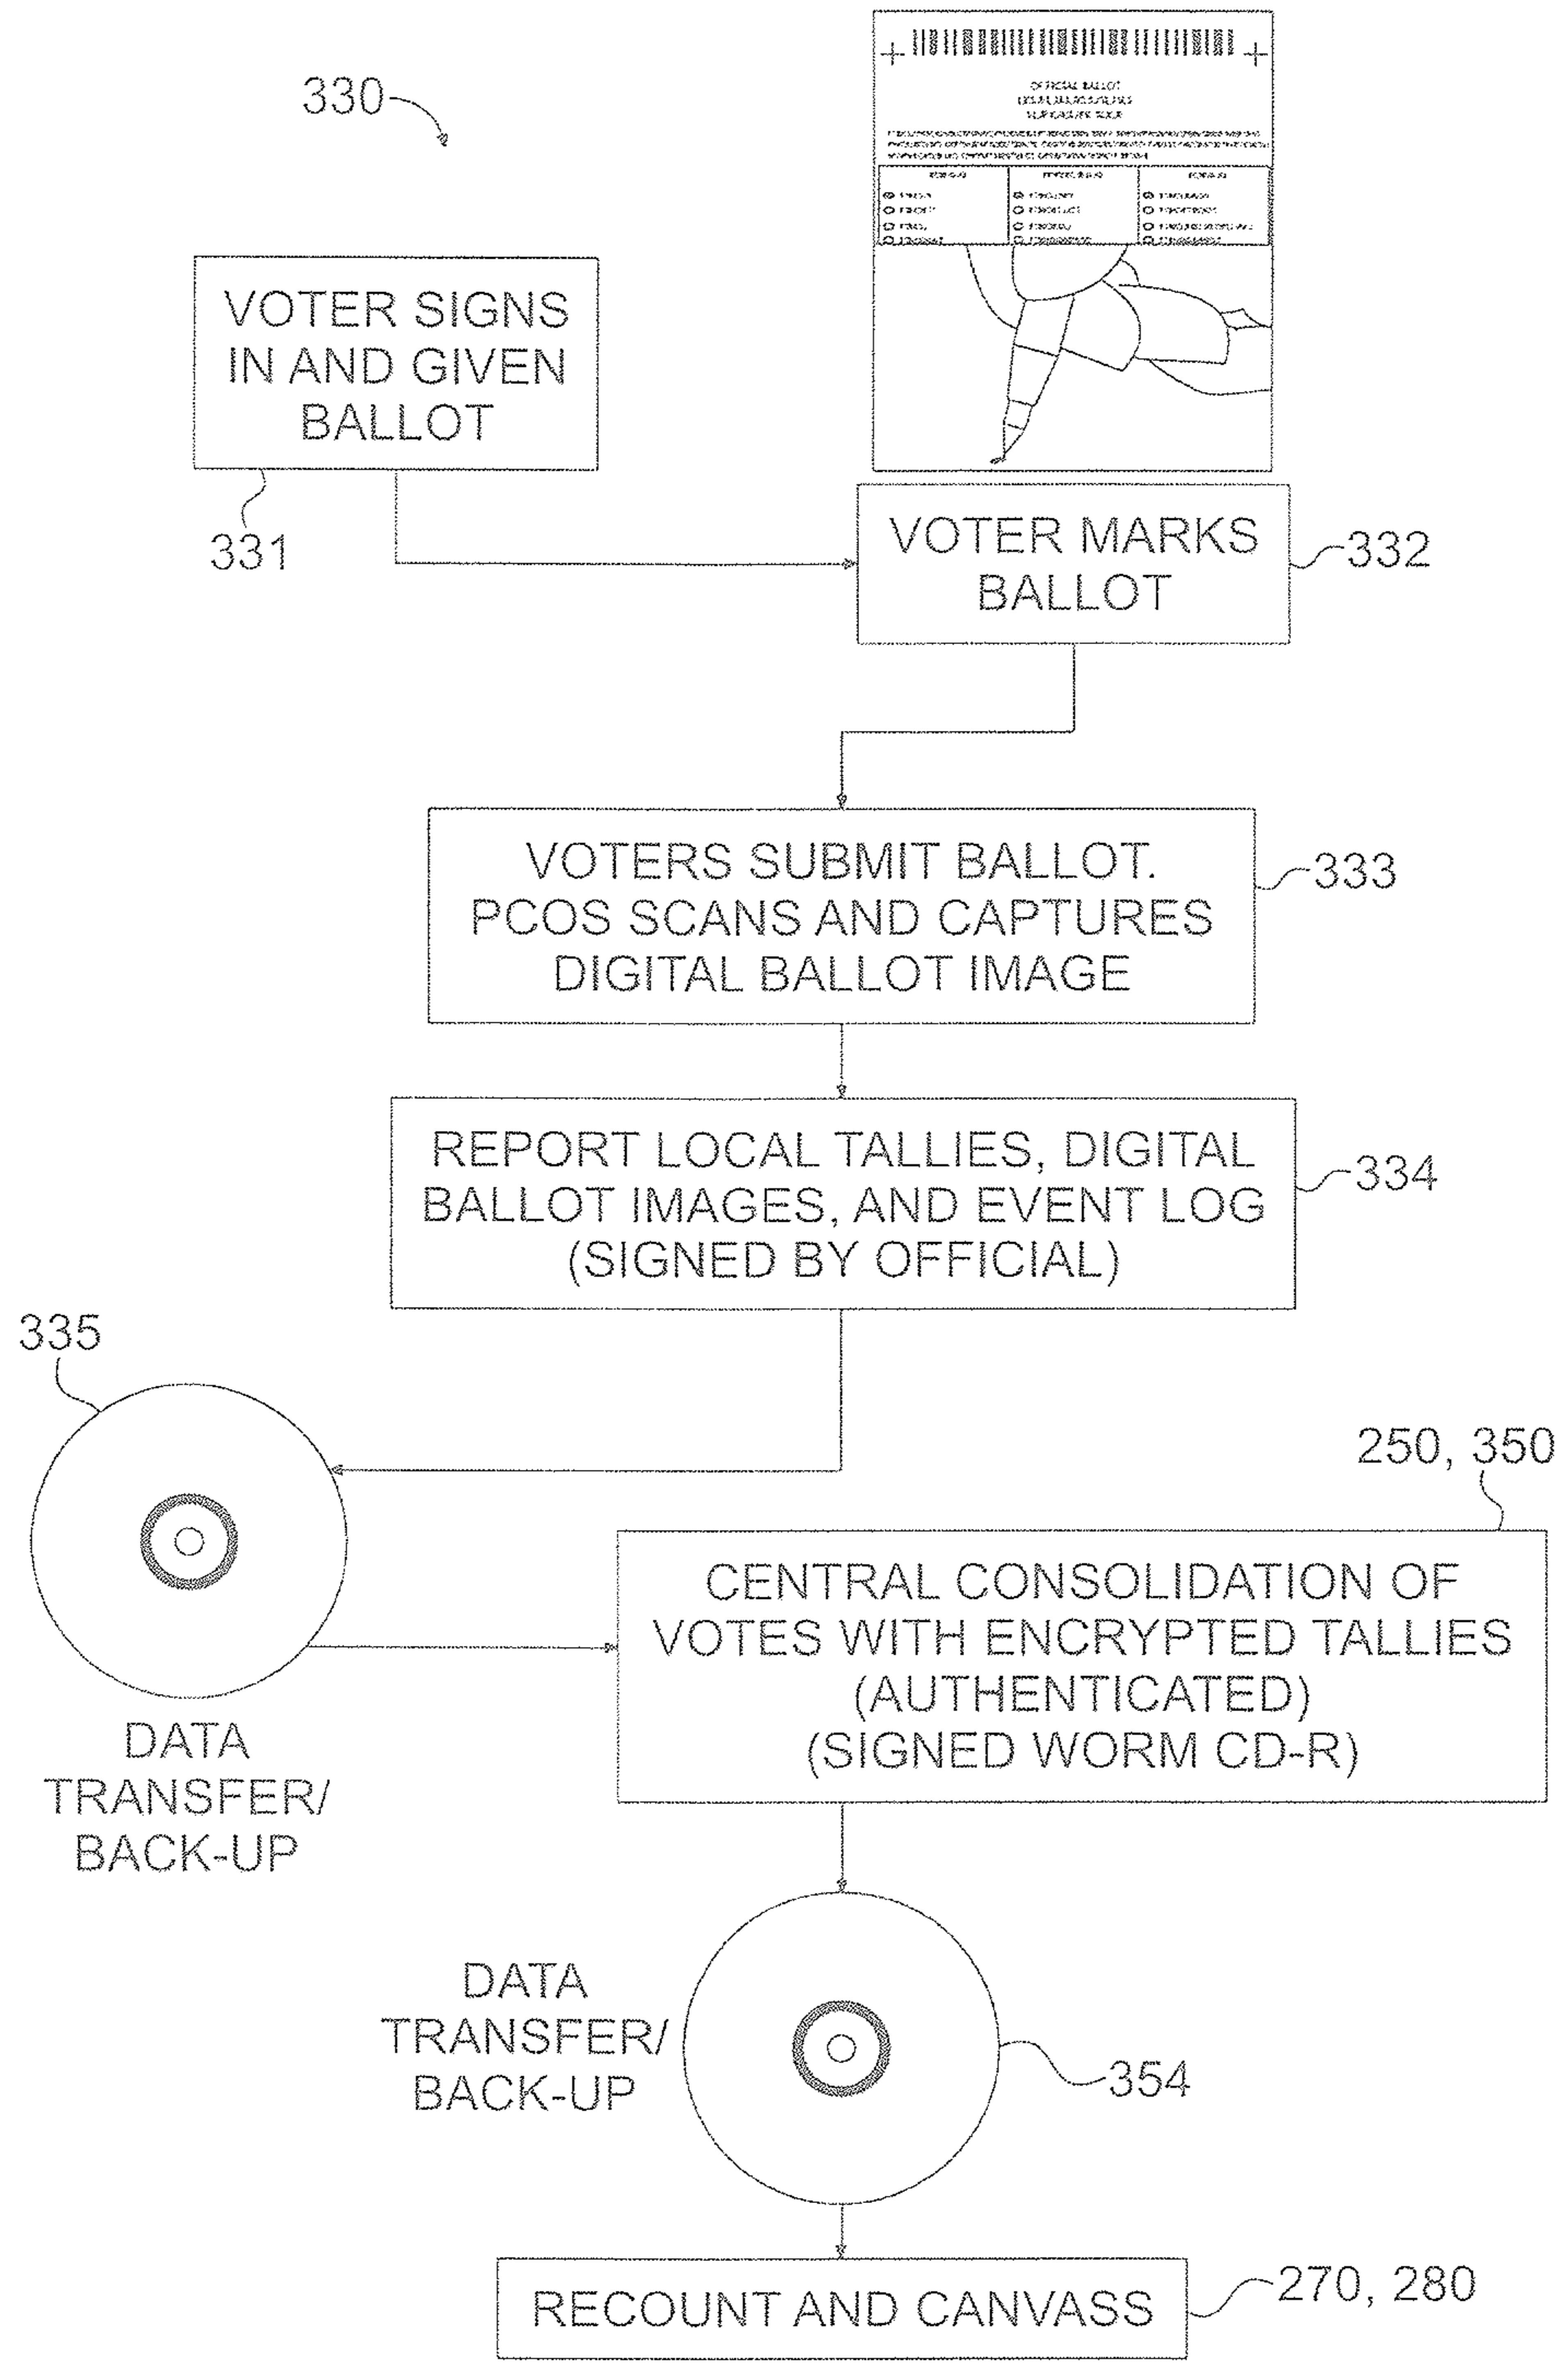 330
OFFICIAL BALLOT
VOTER SIGNS
IN AND GIVEN
BALLOT
331
VOTER MARKS
BALLOT
332
VOTERS SUBMIT BALLOT.
PCOS SCANS AND CAPTURES
DIGITAL BALLOT IMAGE
333
REPORT LOCAL TALLIES, DIGITAL
BALLOT IMAGES, AND EVENT LOG
(SIGNED BY OFFICIAL)
334
335
DATA
TRANSFER/
BACK-UP
250, 350
CENTRAL CONSOLIDATION OF
VOTES WITH ENCRYPTED TALLIES
(AUTHENTICATED)
(SIGNED WORM CD-R)
DATA
TRANSFER/
BACK-UP
354
RECOUNT AND CANVASS
270, 280